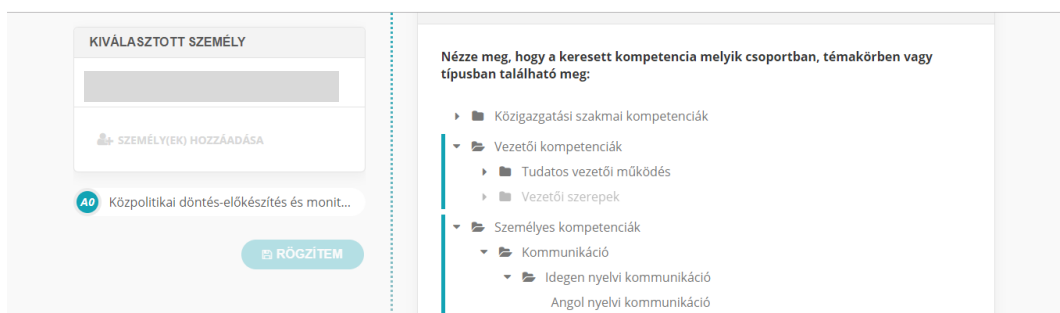 KIVÁLASZTOTT SZEMÉLY
SZEMÉLY(EK) HOZZÁADÁSA
A0 Közpolitikai döntés-előkészítés és monit...
RÖGZÍTEM
Nézze meg, hogy a keresett kompetencia melyik csoportban, témakörben vagy
típusban található meg:
Közigazgatási szakmai kompetenciák
Vezetői kompetenciák
Tudatos vezetői működés
Vezetői szerepek
Személyes kompetenciák
Kommunikáció
Idegen nyelvi kommunikáció
Angol nyelvi kommunikáció